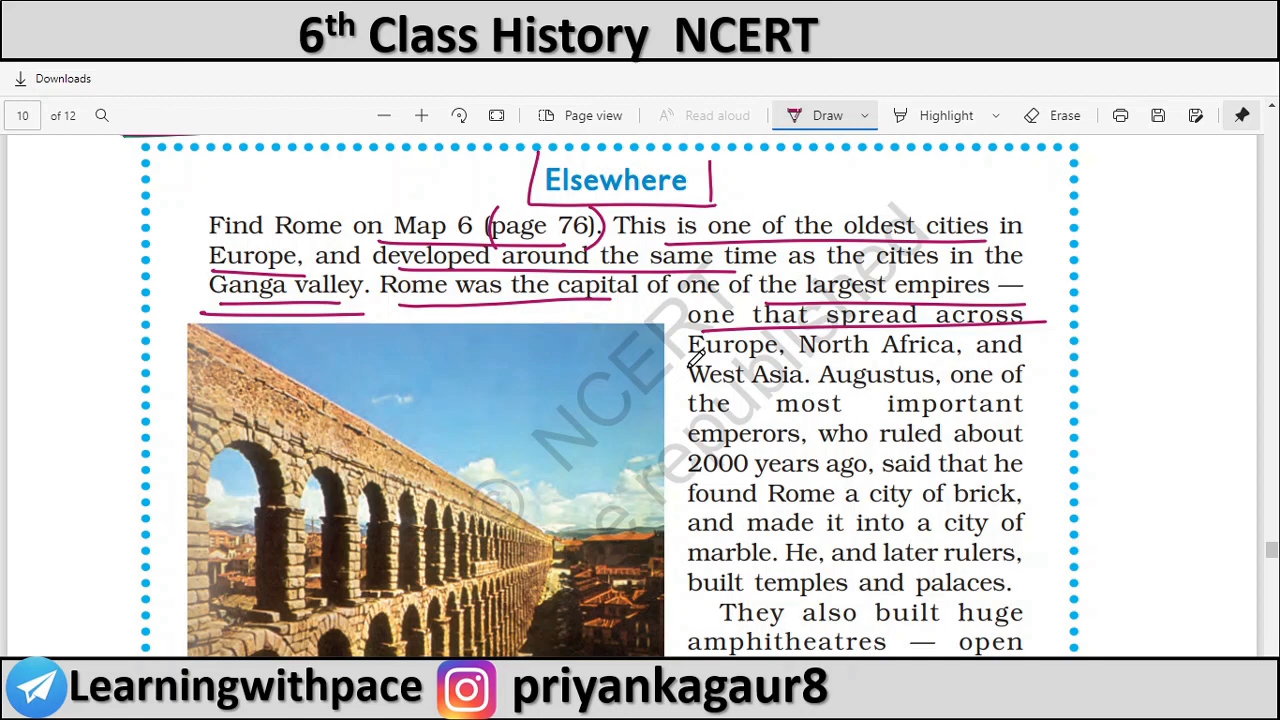 6th Class History NCERT
Downloads
10 of 12
Page view
Read aloud
Draw
Highlight
Erase
Elsewhere
Find Rome on Map 6 (page 76). This is one of the oldest cities in
Europe, and developed around the same time as the cities in the
Ganga valley. Rome was the capital of one of the largest empires —
one that spread across
Europe, North Africa, and
West Asia. Augustus, one of
the most important
emperors, who ruled about
2000 years ago, said that he
found Rome a city of brick,
and made it into a city of
marble. He, and later rulers,
built temples and palaces.
They also built huge
amphitheatres — open
© NCERT
republished
Learningwithpace
priyankagaur8